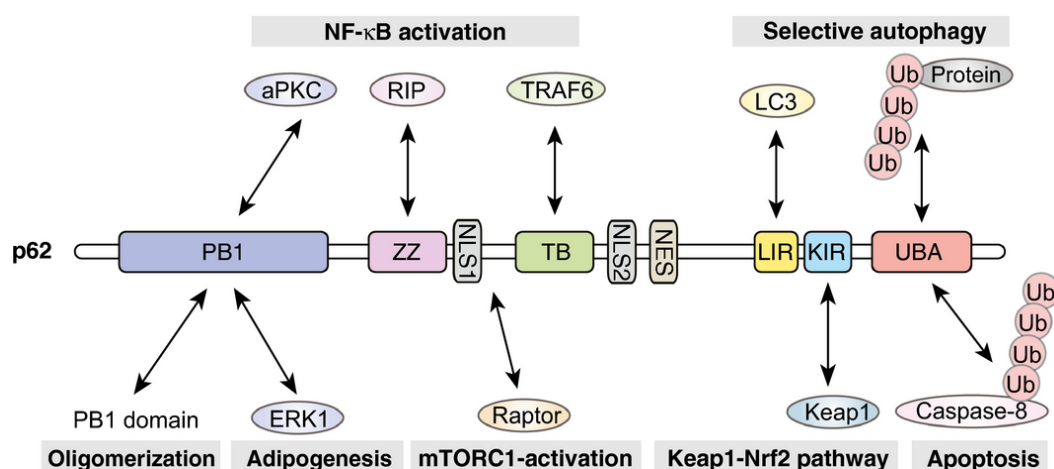 NF-κB activation
Selective autophagy
aPKC
RIP
TRAF6
LC3
Ub
Protein
Ub
Ub
Ub
p62
PB1
ZZ
NLS1
TB
NLS2
NES
LIR
KIR
UBA
Ub
Ub
Ub
Ub
PB1 domain
ERK1
Raptor
Keap1
Caspase-8
Oligomerization
Adipogenesis
mTORC1-activation
Keap1-Nrf2 pathway
Apoptosis